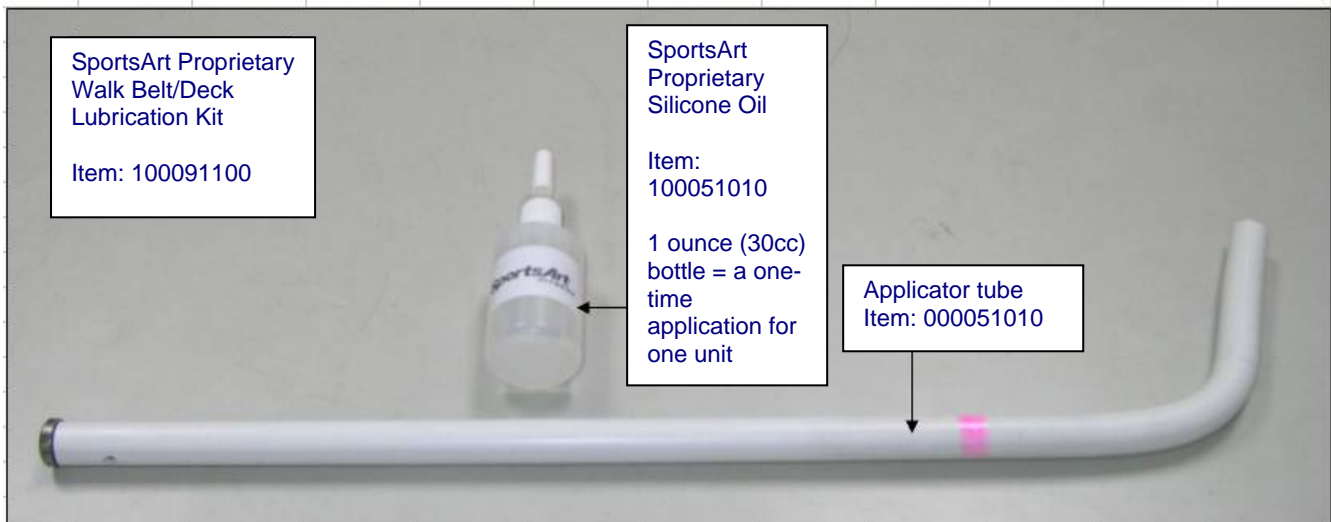 SportsArt Proprietary
Walk Belt/Deck
Lubrication Kit
Item: 100091100
SportsArt
Proprietary
Silicone Oil
Item:
100051010
1 ounce (30cc)
bottle = a one-
time
application for
one unit
Applicator tube
Item: 000051010
SportsArt